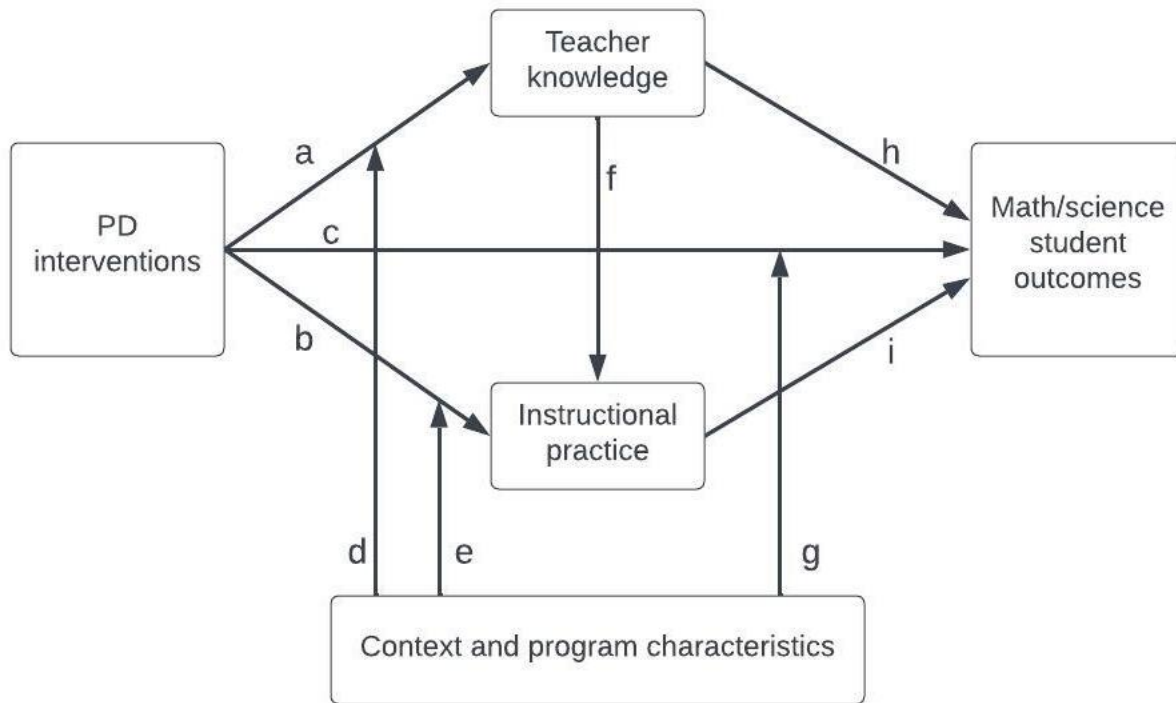 Teacher
knowledge
a
h
f
PD
interventions
Math/science
student
outcomes
c
b
i
Instructional
practice
d
e
g
Context and program characteristics